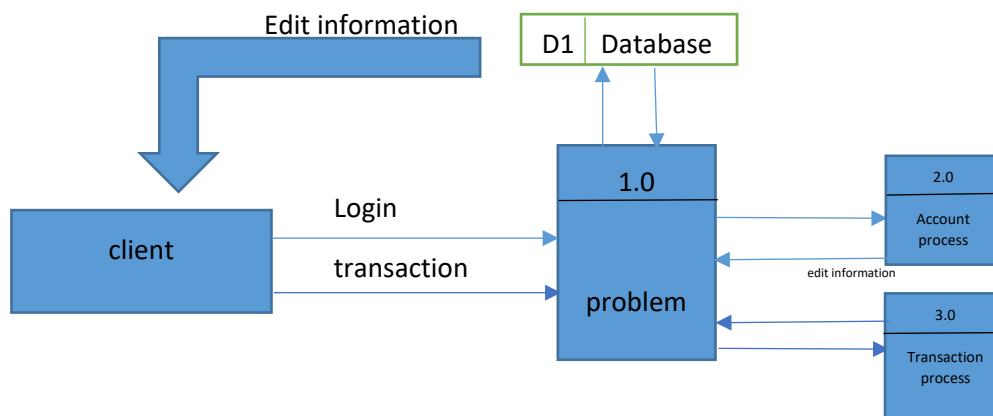 Edit information
D1 Database
1.0
2.0
Login
Account
process
client
transaction
edit information
problem
3.0
Transaction
process